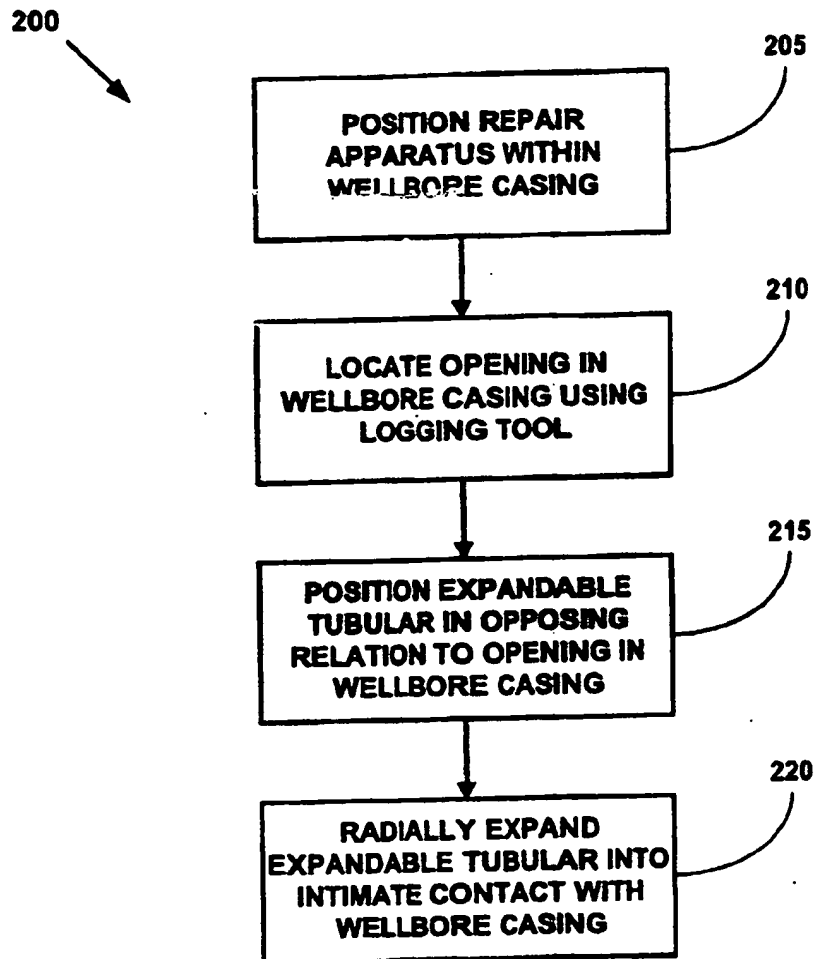 200
205
POSITION REPAIR
APPARATUS WITHIN
WELLBORE CASING
210
LOCATE OPENING IN
WELLBORE CASING USING
LOGGING TOOL
215
POSITION EXPANDABLE
TUBULAR IN OPPOSING
RELATION TO OPENING IN
WELLBORE CASING
220
RADIALLY EXPAND
EXPANDABLE TUBULAR INTO
INTIMATE CONTACT WITH
WELLBORE CASING